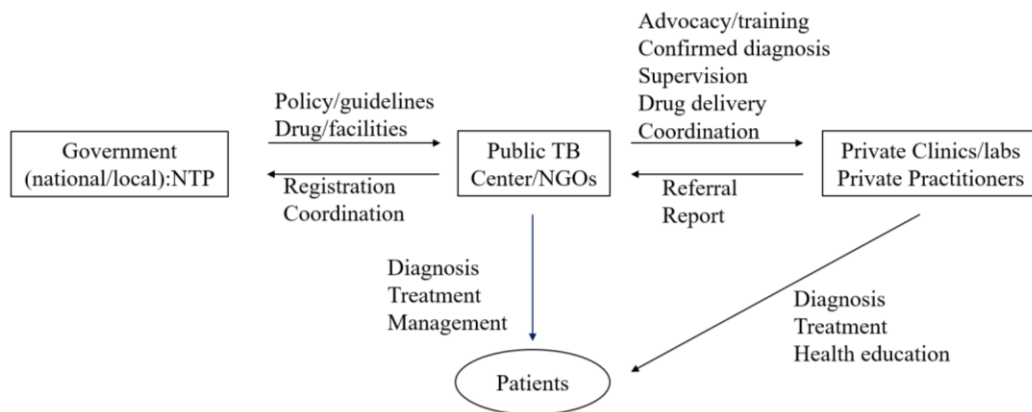 Advocacy/training
Confirmed diagnosis
Supervision
Drug delivery
Coordination
Policy/guidelines
Drug/facilities
Government
(national/local):NTP
Public TB
Center/NGOs
Private Clinics/labs
Private Practitioners
Registration
Coordination
Referral
Report
Diagnosis
Treatment
Management
Diagnosis
Treatment
Health education
Patients